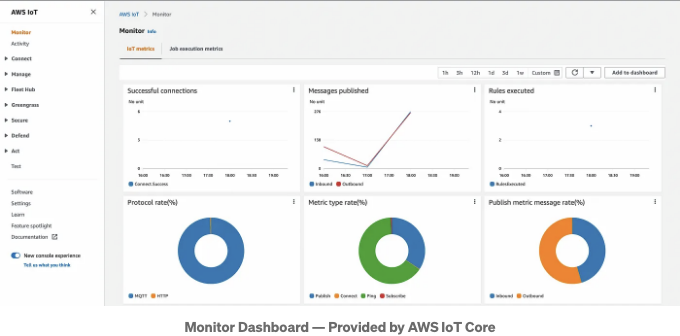 AWS IoT
Monitor
Activity
Connect
Manage
Fleet Hub
Greengrass
Secure
Defend
Act
Test
Software
Settings
Learn
Feature spotlight
Documentation
New console experience
Tell us what you think
AWS IoT > Monitor
Monitor Info
IoT metrics Job execution metrics
1h 3h 12h 1d 3d 1w Custom Add to dashboard
Successful connections
No unit
6
3
0
16:00 16:30 17:00 17:30 18:00 18:30 19:00
Connect.Success
Messages published
No unit
0
16:00 16:30 17:00 17:30 18:00 18:30 19:00
Inbound Outbound
Rules executed
No unit
4
2
0
16:00 16:30 17:00 17:30 18:00 18:30 19:00
RulesExecuted
Protocol rate(%)
MQTT HTTP
Metric type rate(%)
Publish Connect Ping Subscribe
Publish metric message rate(%)
Inbound Outbound
Monitor Dashboard — Provided by AWS IoT Core